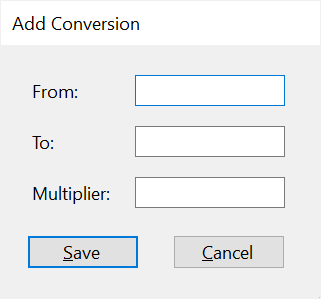 Add Conversion
From:
To:
Multiplier:
Save Cancel